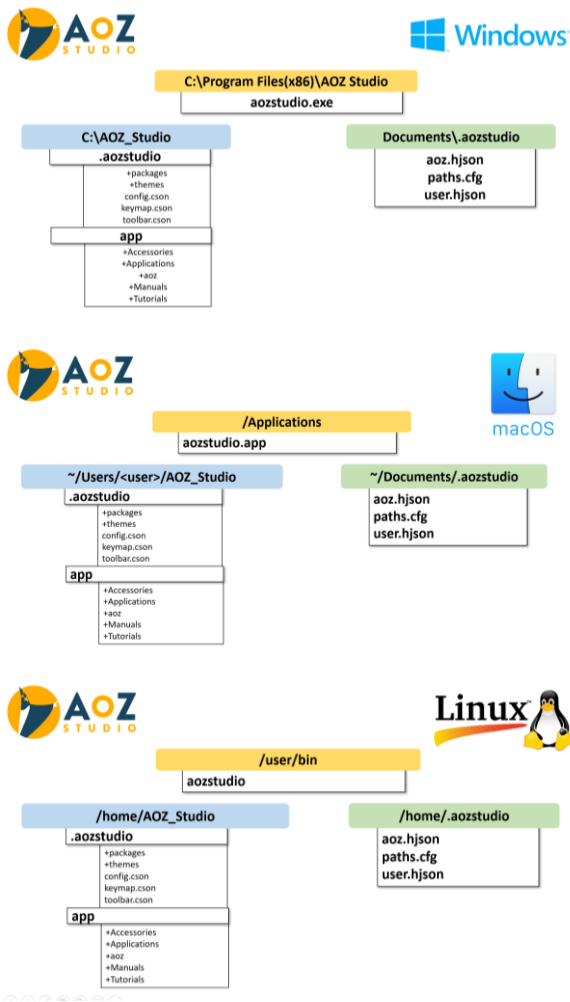 AOZ
STUDIO
Windows
C:\Program Files(x86)\AOZ Studio
aozstudio.exe
C:\AOZ_Studio
.aozstudio
+packages
+themes
config.cson
keymap.cson
toolbar.cson
app
+Accessories
+Applications
+aoz
+Manuals
+Tutorials
Documents\.aozstudio
aoz.hjson
paths.cfg
user.hjson
AOZ
STUDIO
macOS
/Applications
aozstudio.app
~/Users/<user>/AOZ_Studio
.aozstudio
+packages
+themes
config.cson
keymap.cson
toolbar.cson
app
+Accessories
+Applications
+aoz
+Manuals
+Tutorials
~/Documents/.aozstudio
aoz.hjson
paths.cfg
user.hjson
AOZ
STUDIO
Linux
/user/bin
aozstudio
/home/AOZ_Studio
.aozstudio
+packages
+themes
config.cson
keymap.cson
toolbar.cson
app
+Accessories
+Applications
+aoz
+Manuals
+Tutorials
/home/.aozstudio
aoz.hjson
paths.cfg
user.hjson